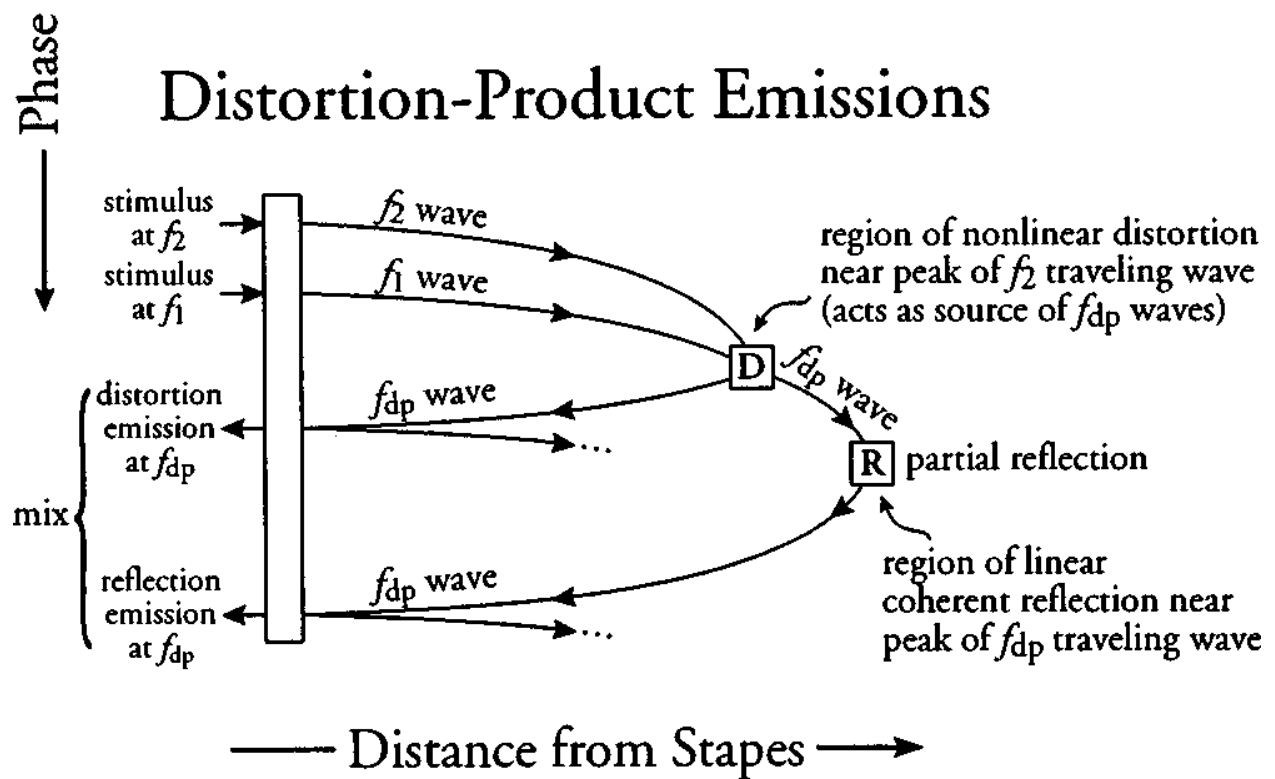 Phase
Distortion-Product Emissions
stimulus
at f2
f2 wave
stimulus
at f1
f1 wave
region of nonlinear distortion
near peak of f2 traveling wave
(acts as source of fdp waves)
D
fdp wave
distortion
emission
at fdp
fdp wave
...
R partial reflection
mix
reflection
emission
at fdp
fdp wave
...
region of linear
coherent reflection near
peak of fdp traveling wave
Distance from Stapes